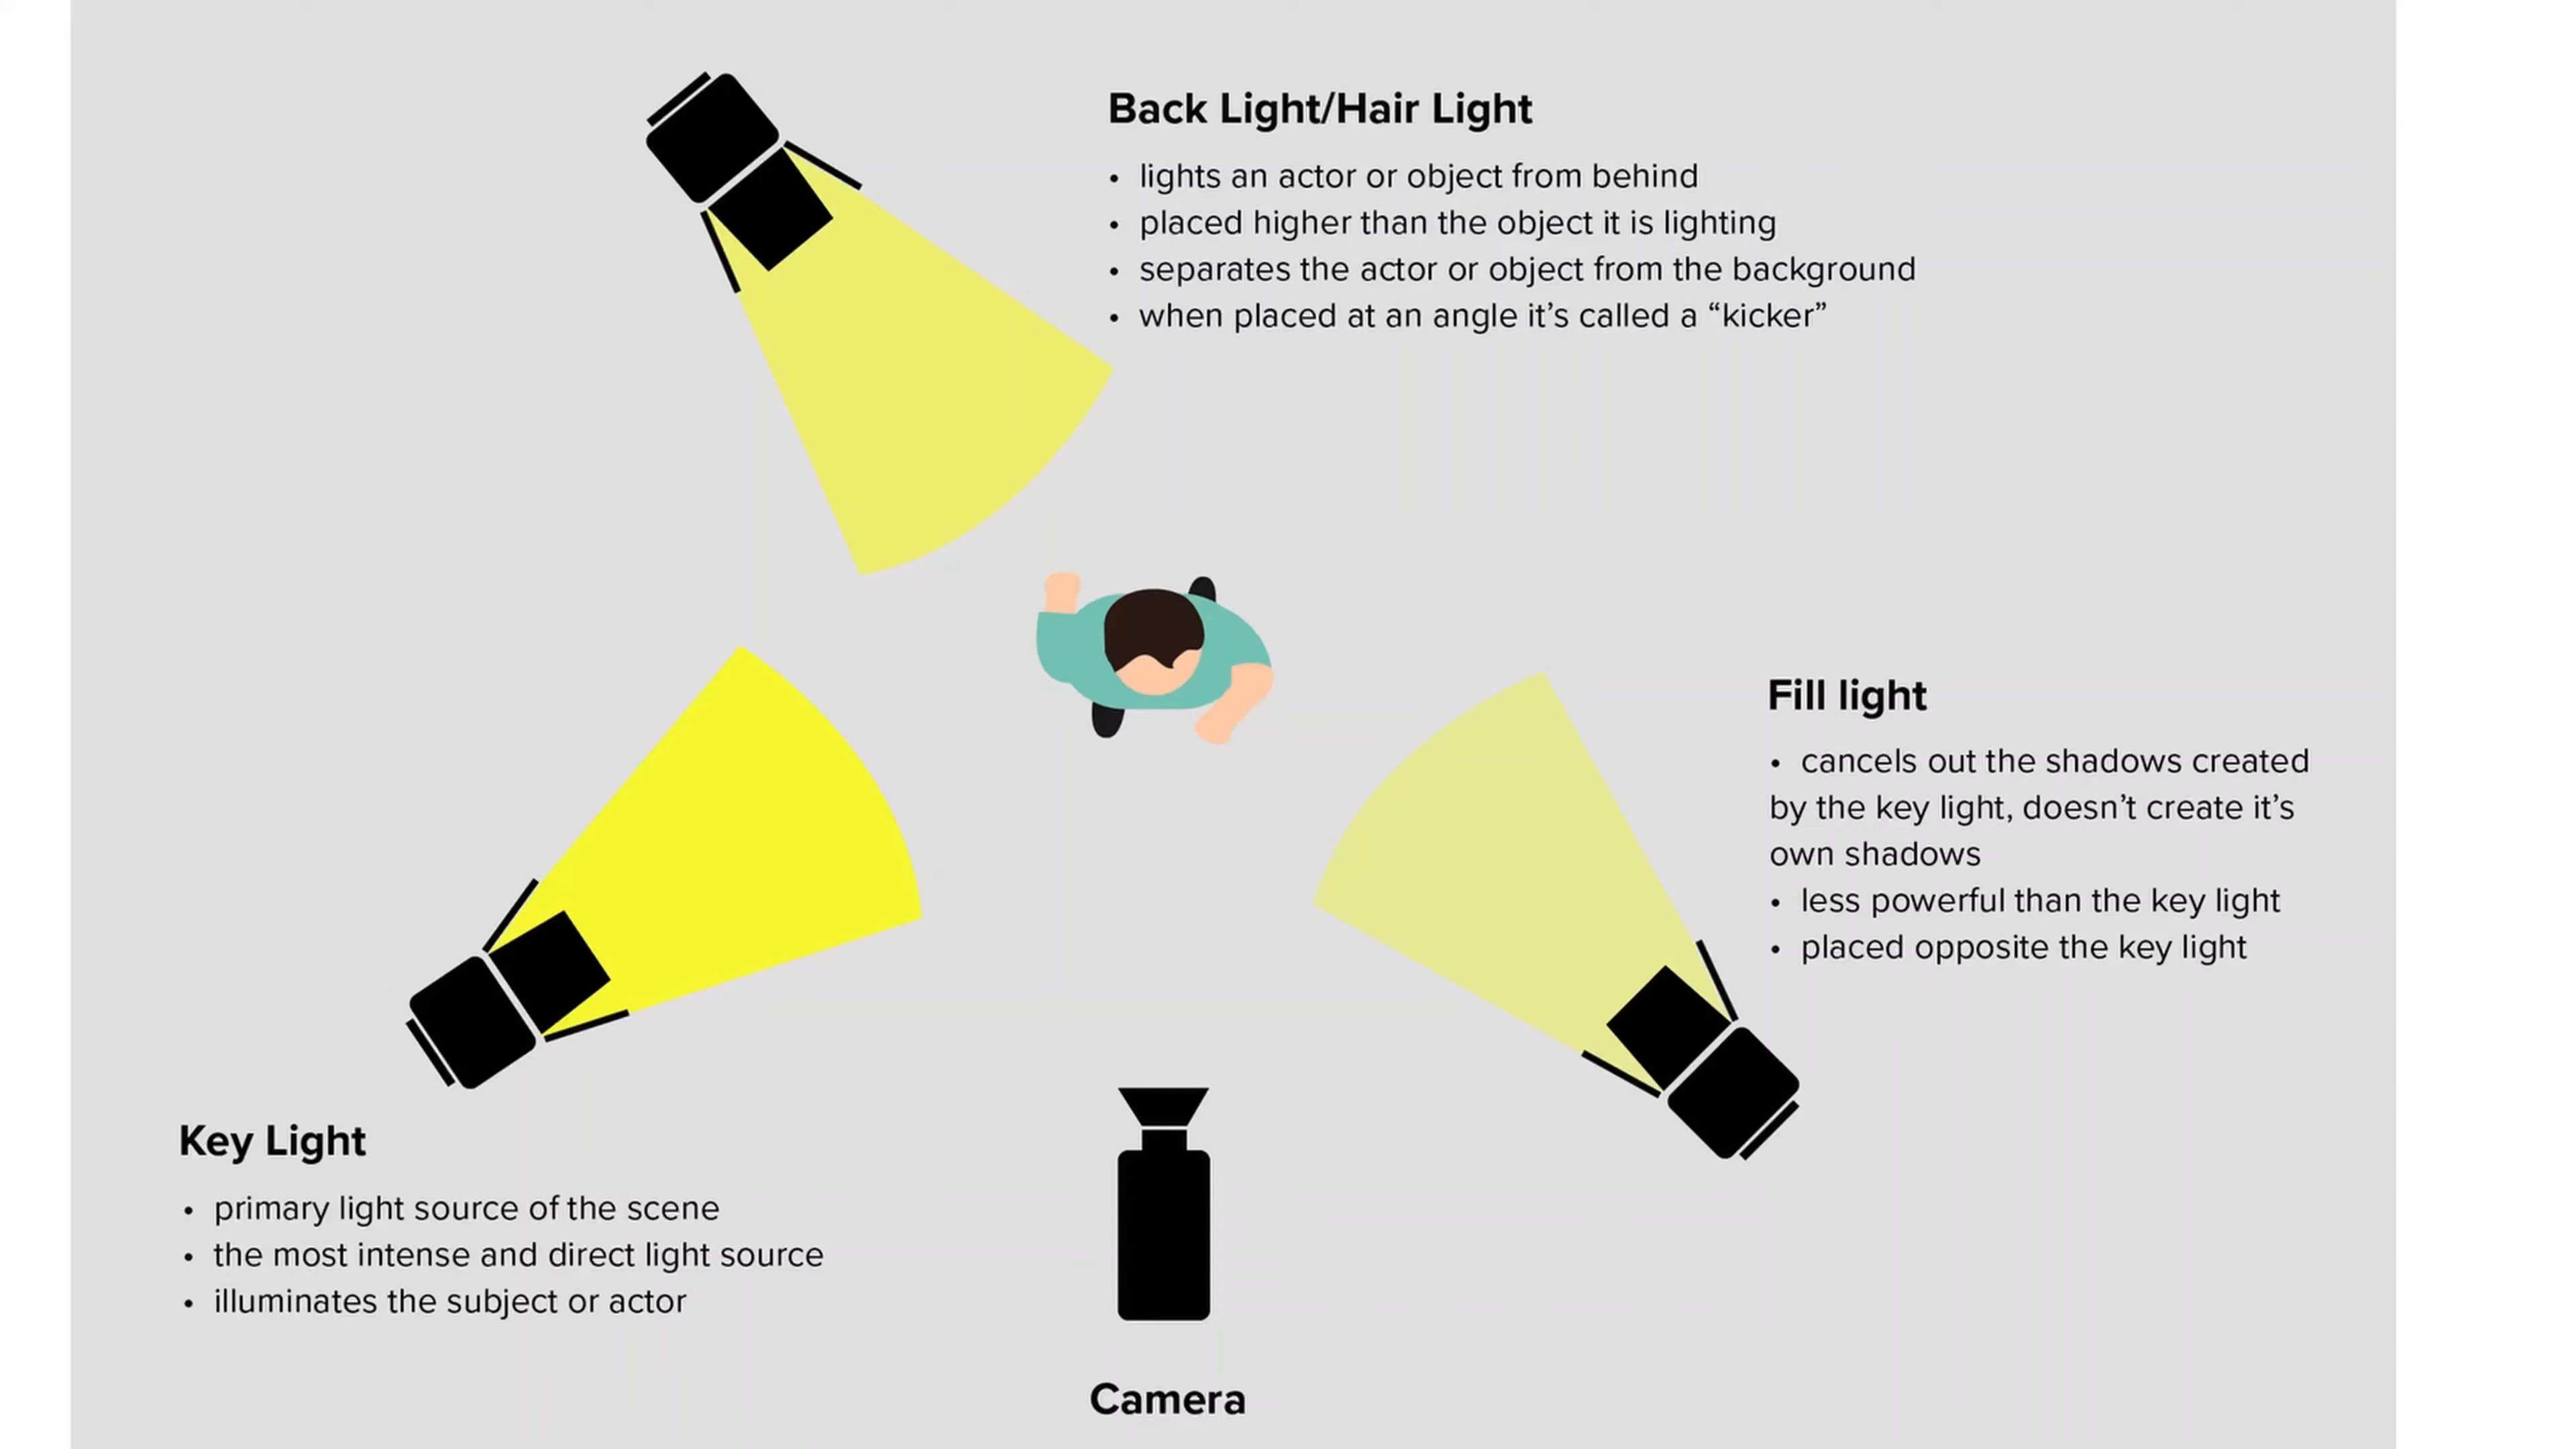 Back Light/Hair Light
• lights an actor or object from behind
• placed higher than the object it is lighting
• separates the actor or object from the background
• when placed at an angle it’s called a “kicker”
Fill light
• cancels out the shadows created
by the key light, doesn’t create it’s
own shadows
• less powerful than the key light
• placed opposite the key light
Key Light
• primary light source of the scene
• the most intense and direct light source
• illuminates the subject or actor
Camera